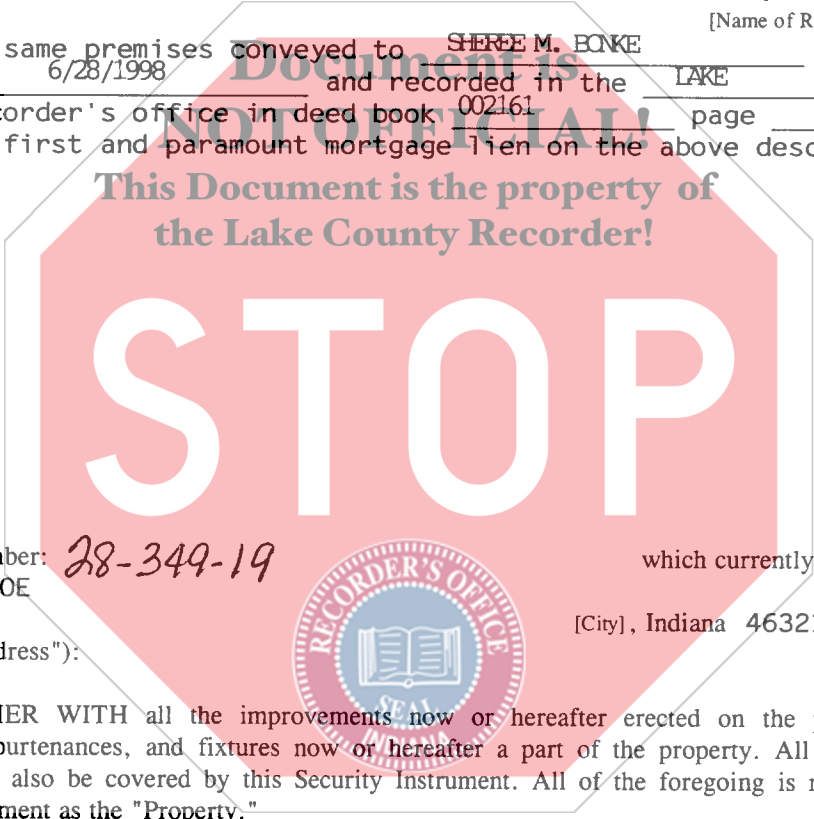 [Name of R
same premises conveyed to SHEREE M. BONKE
6/28/1998 and recorded in the LAKE
corder's office in deed book 002161 page
first and paramount mortgage lien on the above desc
Document is
NOT OFFICIAL!
This Document is the property of
the Lake County Recorder!
STOP
ber: 28-349-19 which currently
OE
[City], Indiana 4632
dress"):
RECORDER'S OFFICE
SEAL
INDIANA
HER WITH all the improvements now or hereafter erected on the
purtenances, and fixtures now or hereafter a part of the property. All
also be covered by this Security Instrument. All of the foregoing is
ment as the "Property."